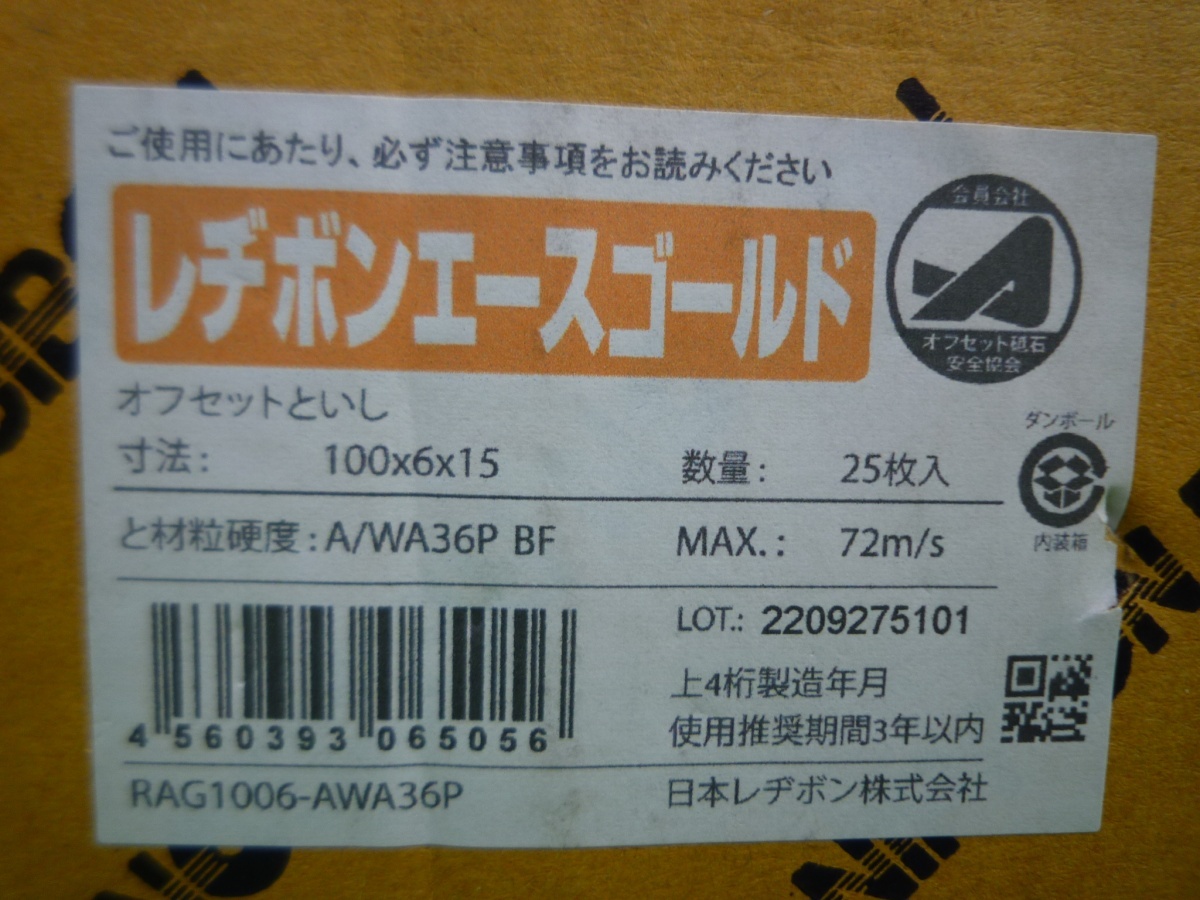 ご使用にあたり、必ず注意事項をお読みください
レヂボンエースゴールド
会員会社
オフセット砥石
安全協会
オフセットといし
寸法: 100x6x15 数量: 25枚入
ダンボール
内装箱
と材粒硬度: A/WA36P BF MAX.: 72m/s
LOT.: 2209275101
上4桁製造年月
使用推奨期間3年以内
4 560393 065056
RAG1006-AWA36P 日本レヂボン株式会社